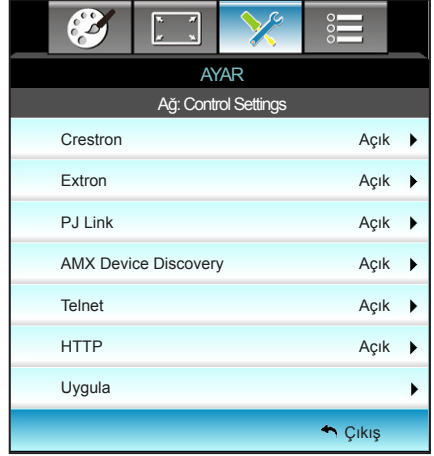 AYAR
Ağ: Control Settings
Crestron Açık
Extron Açık
PJ Link Açık
AMX Device Discovery Açık
Telnet Açık
HTTP Açık
Uygula
Çıkış